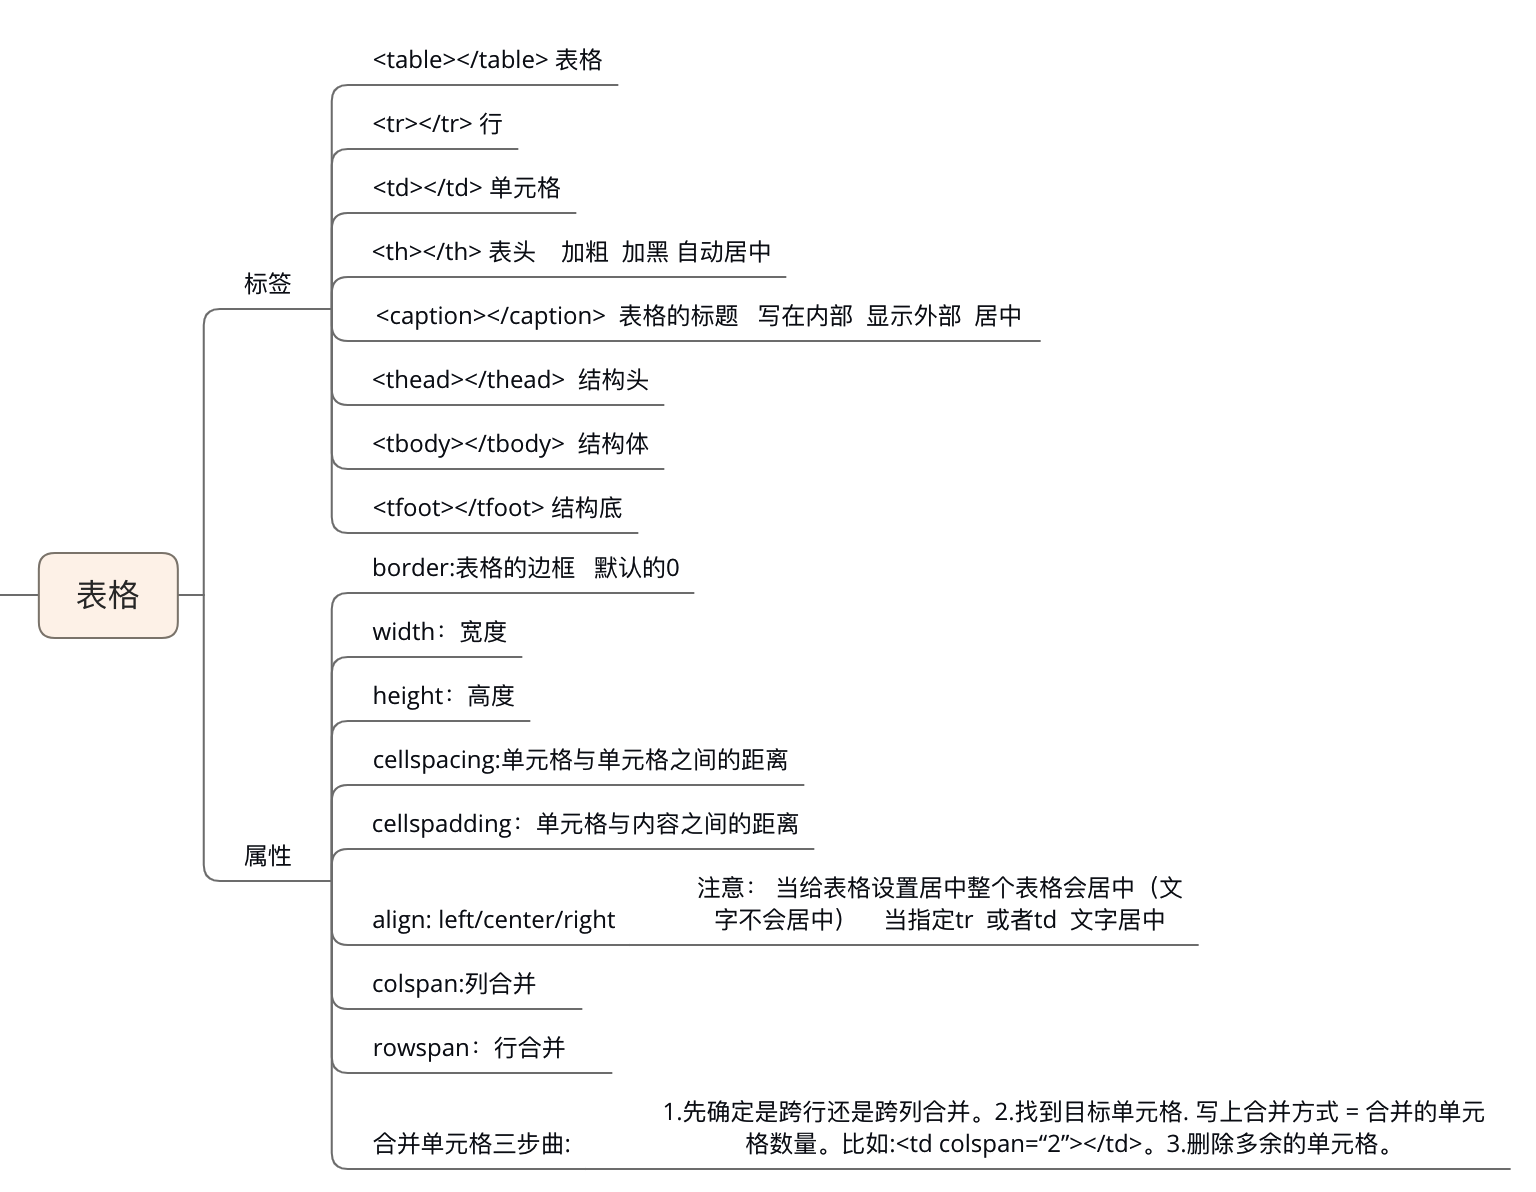 <table></table> 表格
<tr></tr> 行
<td></td> 单元格
<th></th> 表头    加粗  加黑 自动居中
标签
<caption></caption>  表格的标题   写在内部  显示外部  居中
<thead></thead>  结构头
<tbody></tbody>  结构体
<tfoot></tfoot> 结构底
表格
border:表格的边框   默认的0
width：宽度
height：高度
cellspacing:单元格与单元格之间的距离
cellspadding：单元格与内容之间的距离
属性
注意：  当给表格设置居中整个表格会居中（文
align: left/center/right
字不会居中）     当指定tr  或者td  文字居中
colspan:列合并
rowspan：行合并
1.先确定是跨行还是跨列合并。2.找到目标单元格. 写上合并方式 = 合并的单元
合并单元格三步曲:
格数量。比如:<td colspan=“2”></td>。3.删除多余的单元格。